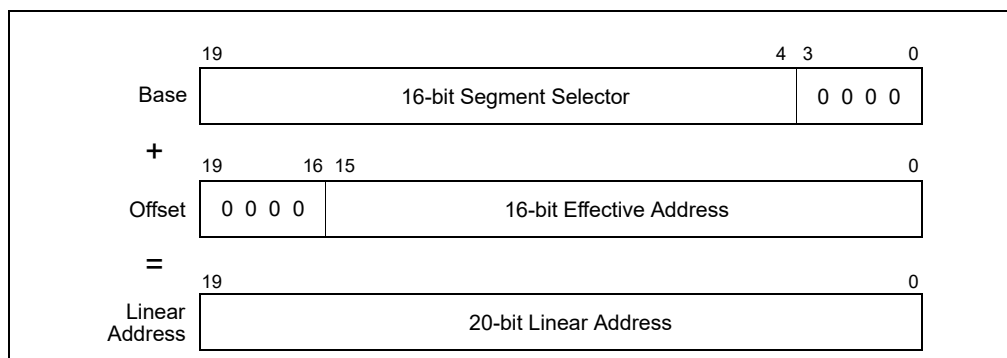 19 4 3 0
Base 16-bit Segment Selector 0 0 0 0
+
19 16 15 0
Offset 0 0 0 0 16-bit Effective Address
=
19 0
Linear
Address
20-bit Linear Address